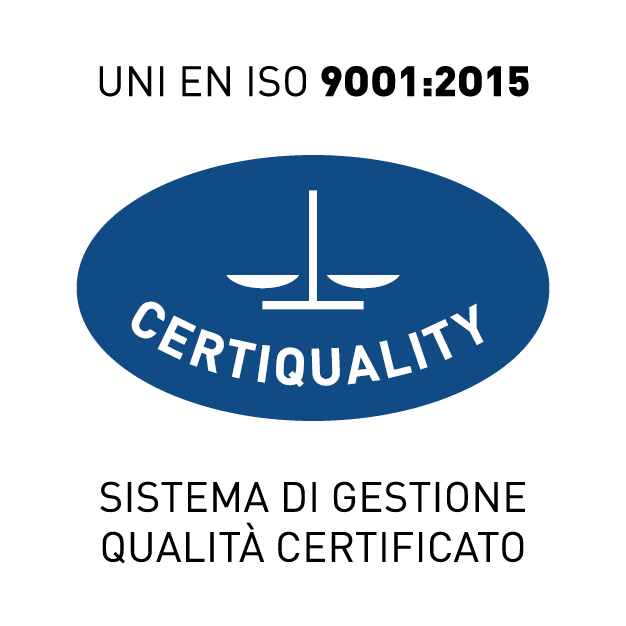 UNI EN ISO 9001:2015
CERTIQUALITY
SISTEMA DI GESTIONE
QUALITÀ CERTIFICATO